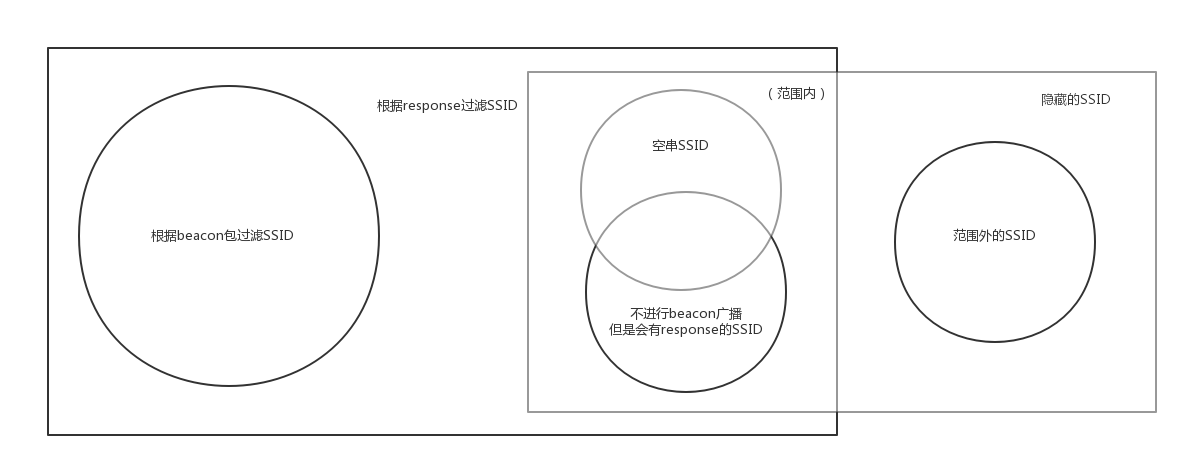 （范围内）
隐藏的SSID
根据response过滤SSID
空串SSID
根据beacon包过滤SSID
范围外的SSID
不进行beacon广播
但是会有response的SSID